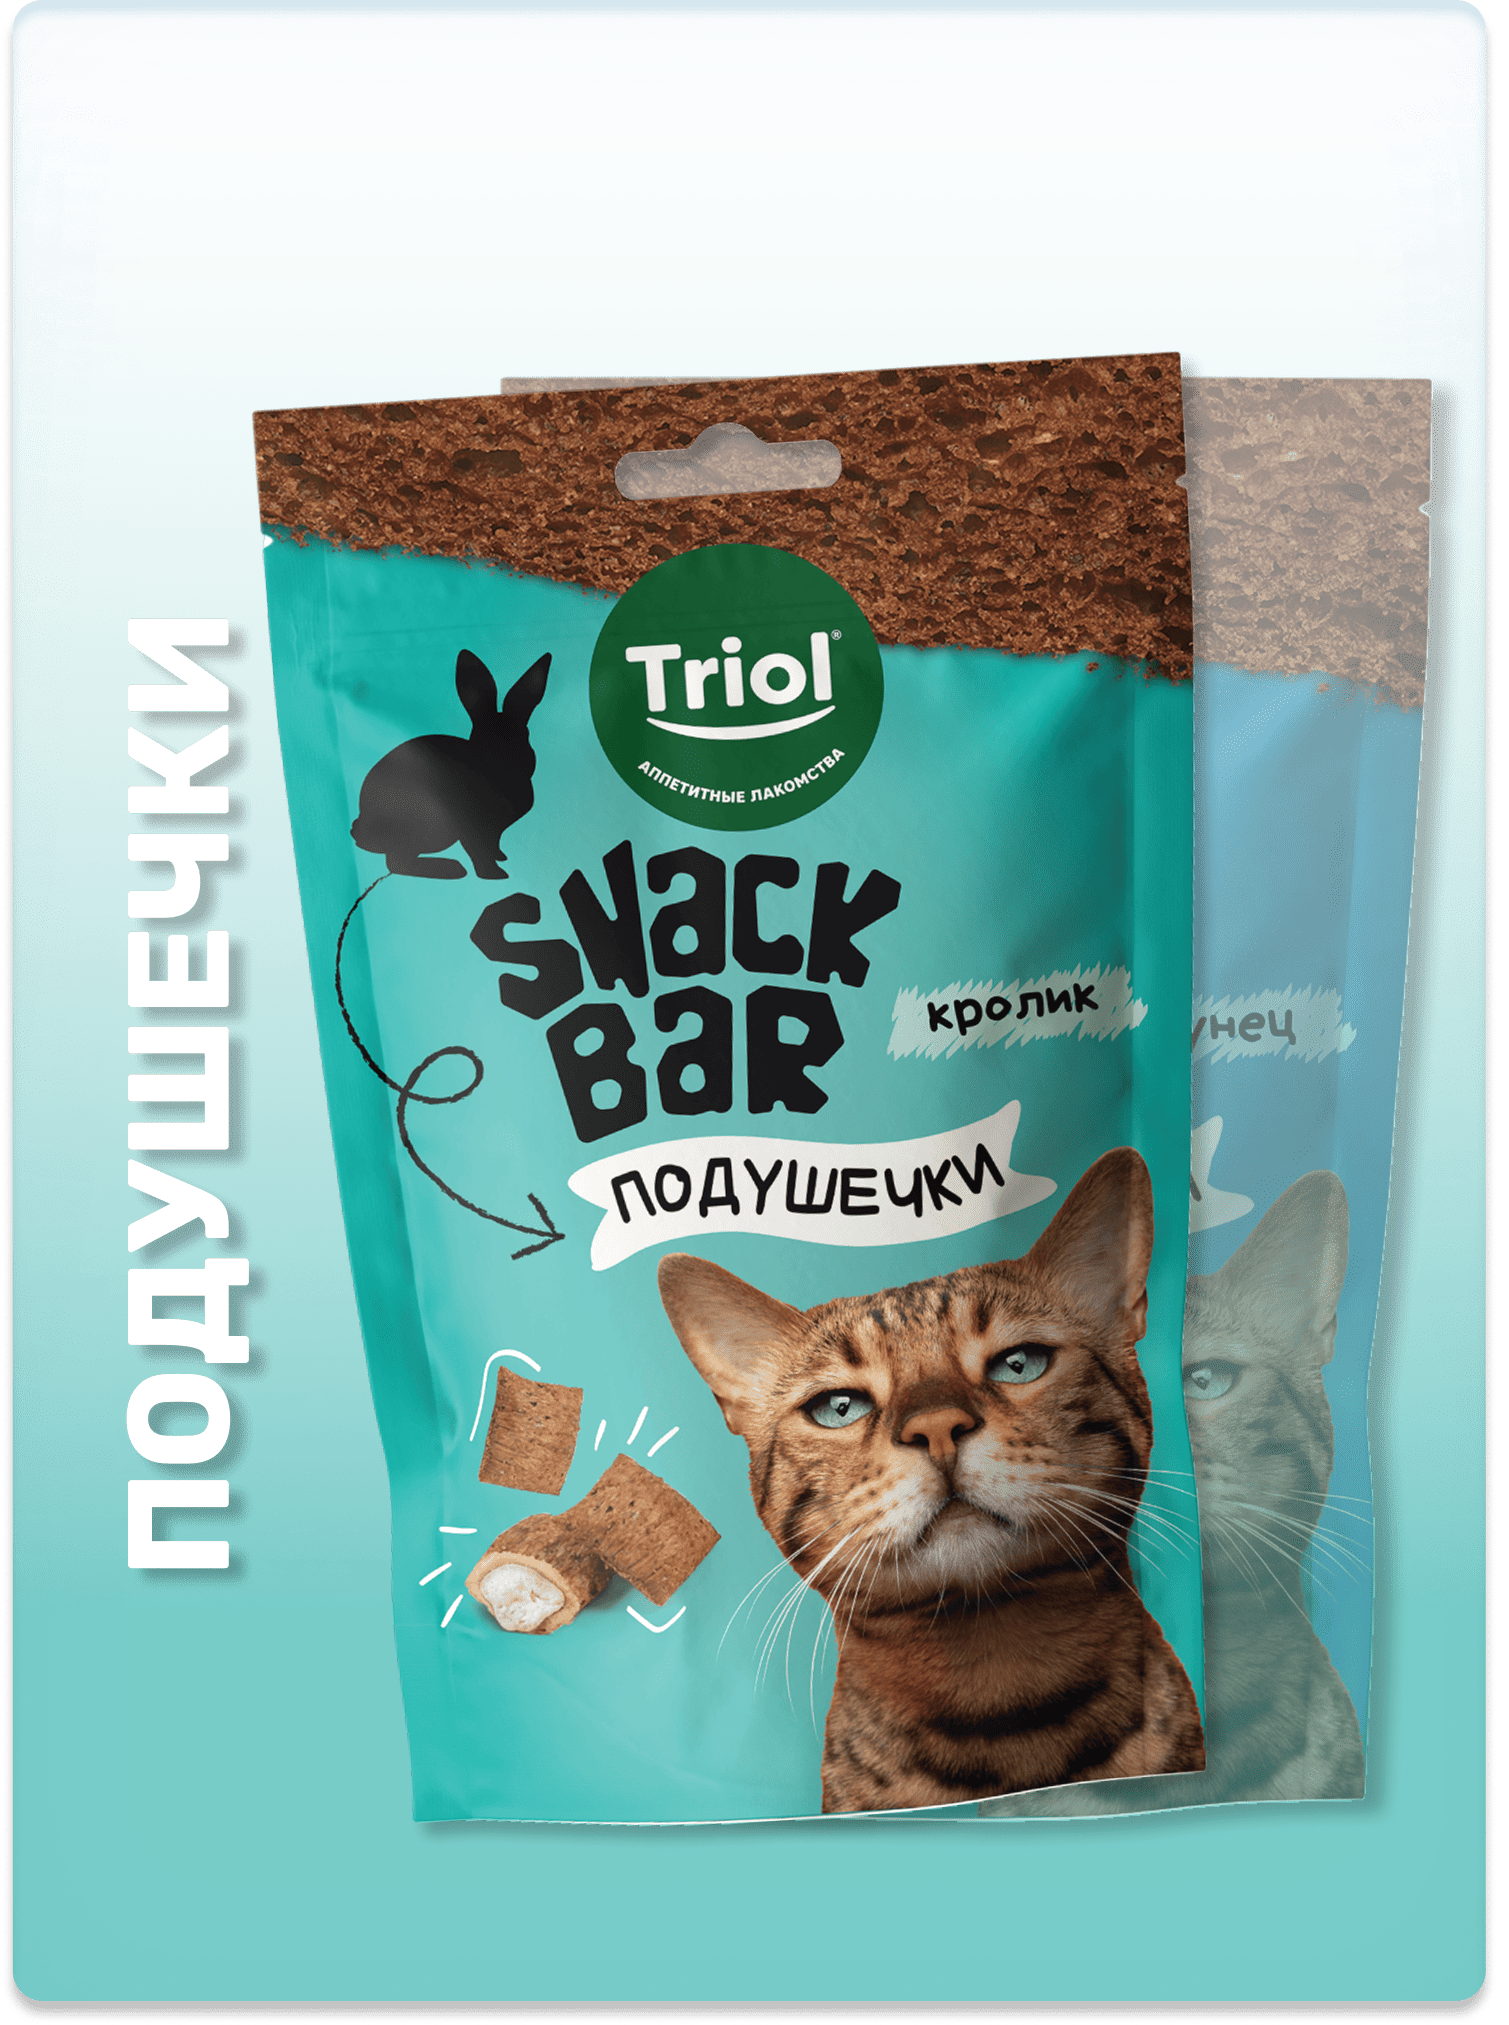 ПОДУШЕЧКИ
Triol®
АППЕТИТНЫЕ ЛАКОМСТВА
SNACK
BAR
кролик
ПОДУШЕЧКИ